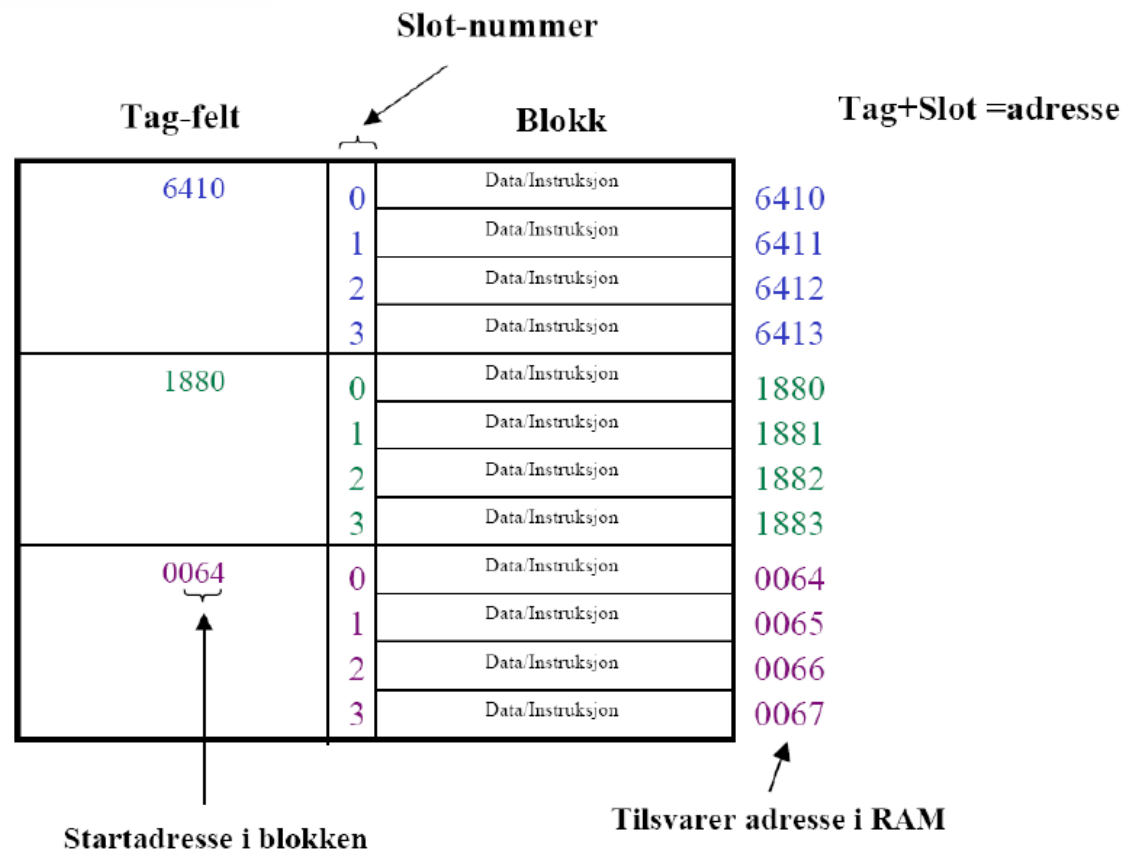 Slot-nummer
Tag-felt
Blokk
Tag+Slot =adresse
6410
0 Data/Instruksjon 6410
1 Data/Instruksjon 6411
2 Data/Instruksjon 6412
3 Data/Instruksjon 6413
1880
0 Data/Instruksjon 1880
1 Data/Instruksjon 1881
2 Data/Instruksjon 1882
3 Data/Instruksjon 1883
0064
0 Data/Instruksjon 0064
1 Data/Instruksjon 0065
2 Data/Instruksjon 0066
3 Data/Instruksjon 0067
Startadresse i blokken
Tilsvarer adresse i RAM